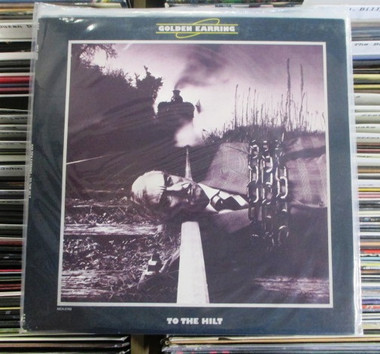 GOLDEN EARRING
TO THE HILT